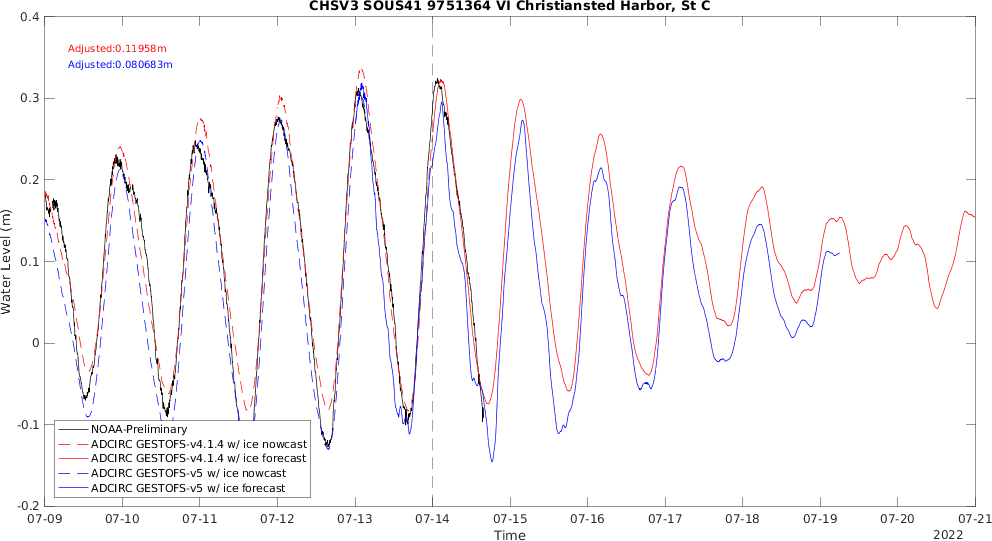 CHSV3 SOUS41 9751364 VI Christiansted Harbor, St C
Adjusted:0.11958m
Adjusted:0.080683m
0.4
0.3
0.2
0.1
0
-0.1
-0.2
Water Level (m)
NOAA-Preliminary
ADCIRC GESTOFS-v4.1.4 w/ ice nowcast
ADCIRC GESTOFS-v4.1.4 w/ ice forecast
ADCIRC GESTOFS-v5 w/ ice nowcast
ADCIRC GESTOFS-v5 w/ ice forecast
07-09 07-10 07-11 07-12 07-13 07-14 07-15 07-16 07-17 07-18 07-19 07-20 07-21
Time
2022